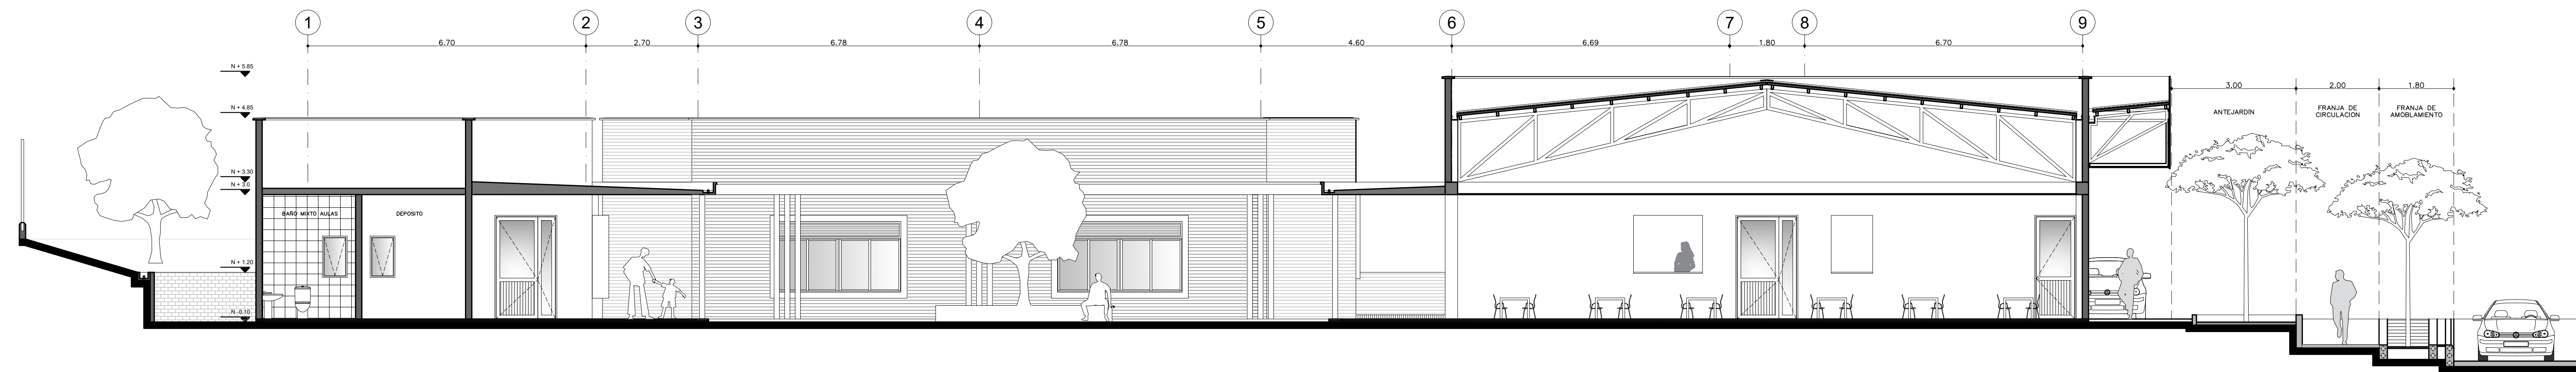 1
2
3
4
5
6
7
8
9
6.70
2.70
6.78
6.78
4.60
6.69
1.80
6.70
N + 5.85
N + 4.85
N + 3.30
N + 3.0
N + 1.20
N -0.10
BAÑO MIXTO AULAS
DEPOSITO
3.00
2.00
1.80
ANTEJARDÍN
FRANJA DE
CIRCULACION
FRANJA DE
AMOBLAMIENTO